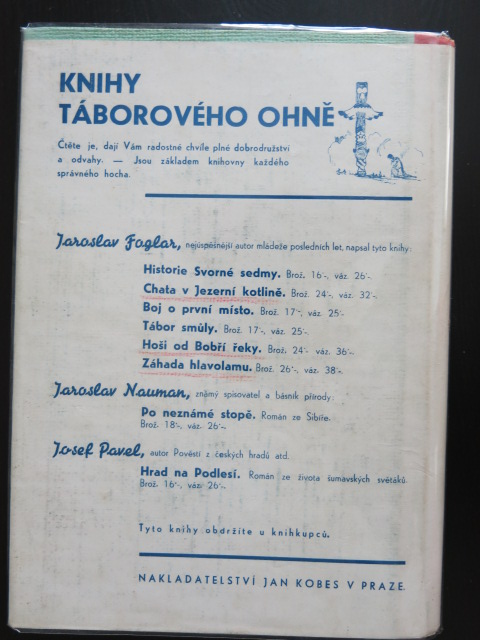 KNIHY
TÁBOROVÉHO OHNĚ
Čtěte je, dají Vám radostné chvíle plné dobrodružství
a odvahy. — Jsou základem knihovny každého
správného hocha.
Jaroslav Foglar, nejúspěšnější autor mládeže posledních let, napsal tyto knihy:
Historie Svorné sedmy. Brož. 16·-, váz. 26·-.
Chata v Jezerní kotlině. Brož. 24·-, váz. 32·-.
Boj o první místo. Brož. 17·-, váz. 25·-.
Tábor smůly. Brož. 17·-, váz. 25·-.
Hoši od Bobří řeky. Brož. 24·-, váz. 36·-.
Záhada hlavolamu. Brož. 26·-, váz. 38·-.
Jaroslav Nauman, známý spisovatel a básník přírody:
Po neznámé stopě. Román ze Sibiře.
Brož. 18·-, váz. 26·-.
Josef Pavel, autor Pověstí z českých hradů atd.
Hrad na Podlesí. Román ze života šumavských světáků.
Brož. 16·-, váz. 26·-.
Tyto knihy obdržíte u knihkupců.
NAKLADATELSTVÍ JAN KOBES V PRAZE.